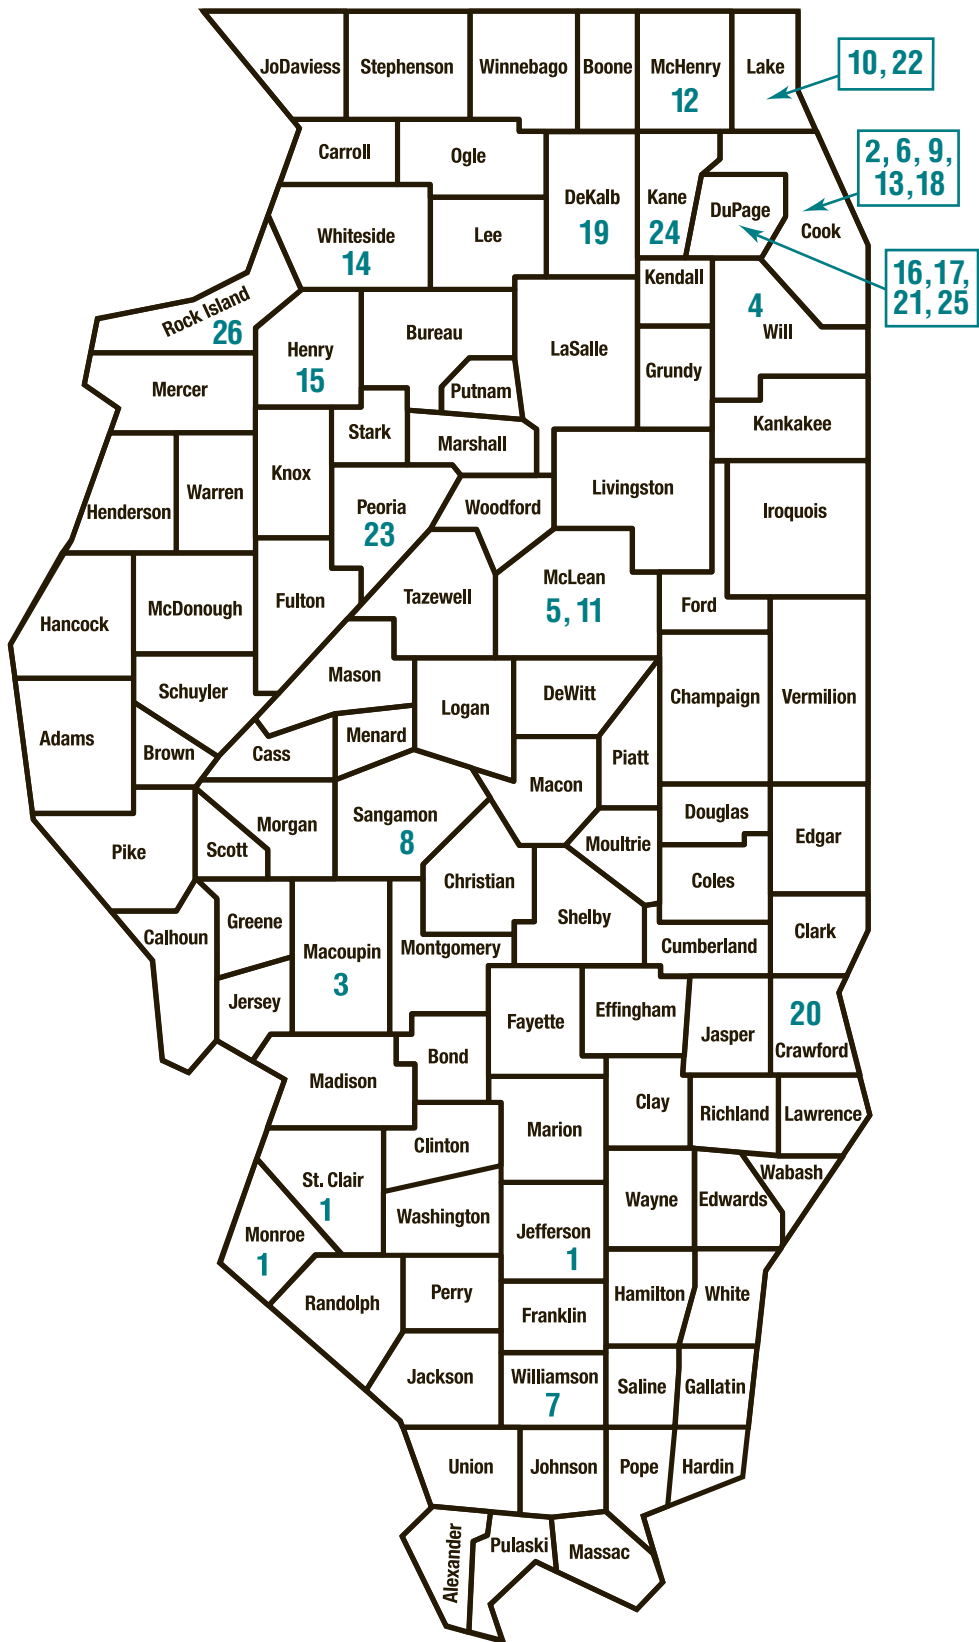 JoDaviess
Stephenson
Winnebago
Boone
McHenry
12
Lake
10, 22
Carroll
Ogle
2, 6, 9,
13,18
DeKalb
19
Kane
24
DuPage
Cook
Whiteside
14
Lee
16, 17,
21, 25
Kendall
4
Will
Rock Island
26
Henry
15
Bureau
LaSalle
Grundy
Mercer
Putnam
Kankakee
Stark
Marshall
Knox
Warren
Henderson
Peoria
23
Woodford
Livingston
Iroquois
McLean
5, 11
Hancock
McDonough
Fulton
Tazewell
Ford
Schuyler
Mason
Logan
DeWitt
Champaign
Vermilion
Adams
Brown
Cass
Menard
Piatt
Macon
Pike
Scott
Morgan
Sangamon
8
Moultrie
Douglas
Edgar
Christian
Coles
Calhoun
Greene
Macoupin
3
Montgomery
Shelby
Cumberland
Clark
Jersey
Fayette
Effingham
Jasper
20
Crawford
Madison
Bond
Clay
Richland
Lawrence
Clinton
Marion
St. Clair
1
Washington
Wayne
Edwards
Wabash
Monroe
1
Jefferson
1
Randolph
Perry
Franklin
Hamilton
White
Jackson
Williamson
7
Saline
Gallatin
Union
Johnson
Pope
Hardin
Alexander
Pulaski
Massac